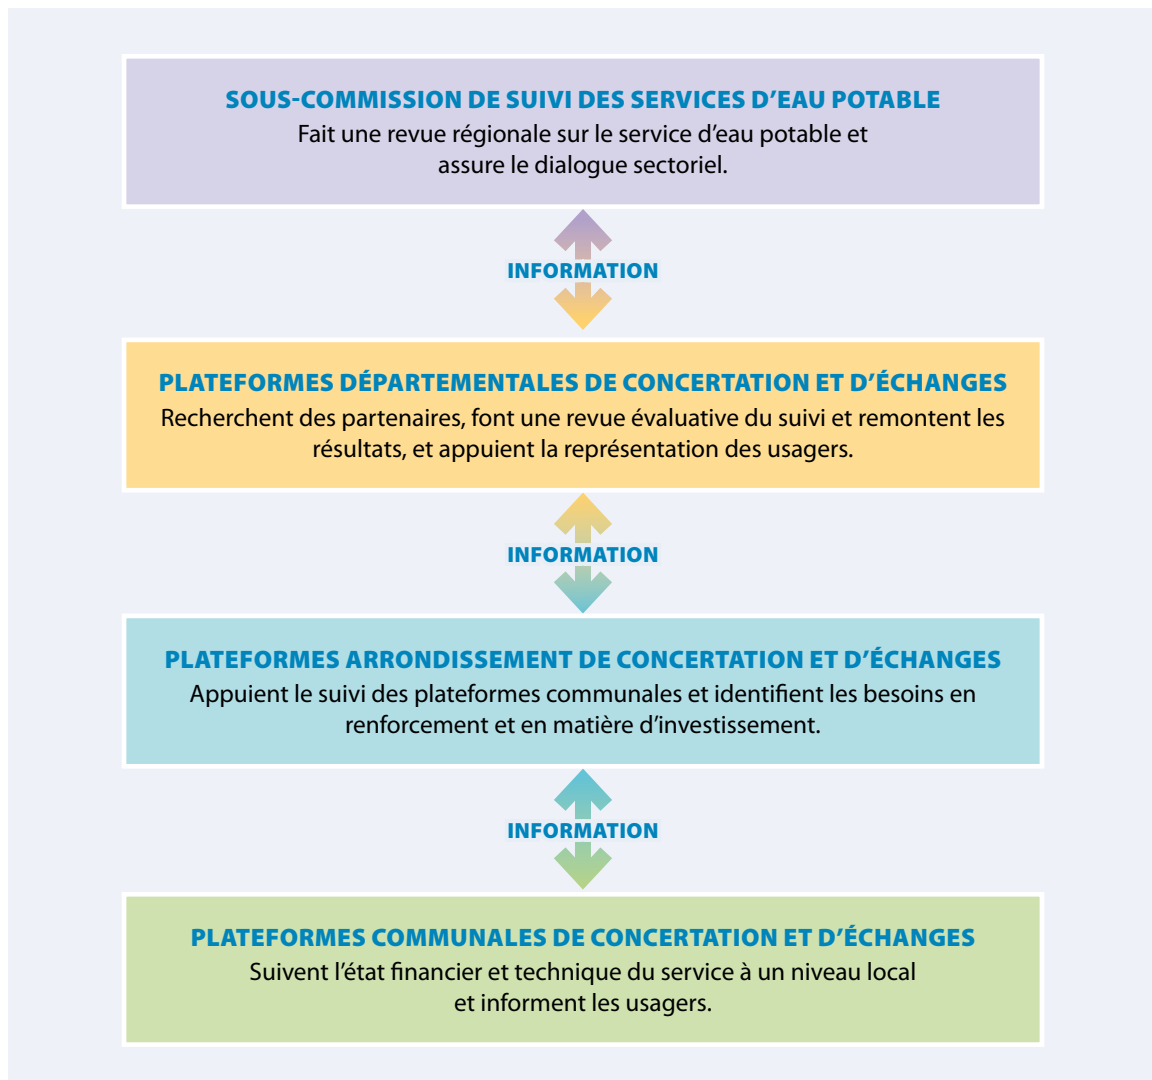 SOUS-COMMISSION DE SUIVI DES SERVICES D’EAU POTABLE
Fait une revue régionale sur le service d’eau potable et
assure le dialogue sectoriel.
INFORMATION
PLATEFORMES DÉPARTEMENTALES DE CONCERTATION ET D’ÉCHANGES
Recherchent des partenaires, font une revue évaluative du suivi et remontent les
résultats, et appuient la représentation des usagers.
INFORMATION
PLATEFORMES ARRONDISSEMENT DE CONCERTATION ET D’ÉCHANGES
Appuient le suivi des plateformes communales et identifient les besoins en
renforcement et en matière d’investissement.
INFORMATION
PLATEFORMES COMMUNALES DE CONCERTATION ET D’ÉCHANGES
Suivent l’état financier et technique du service à un niveau local
et informent les usagers.